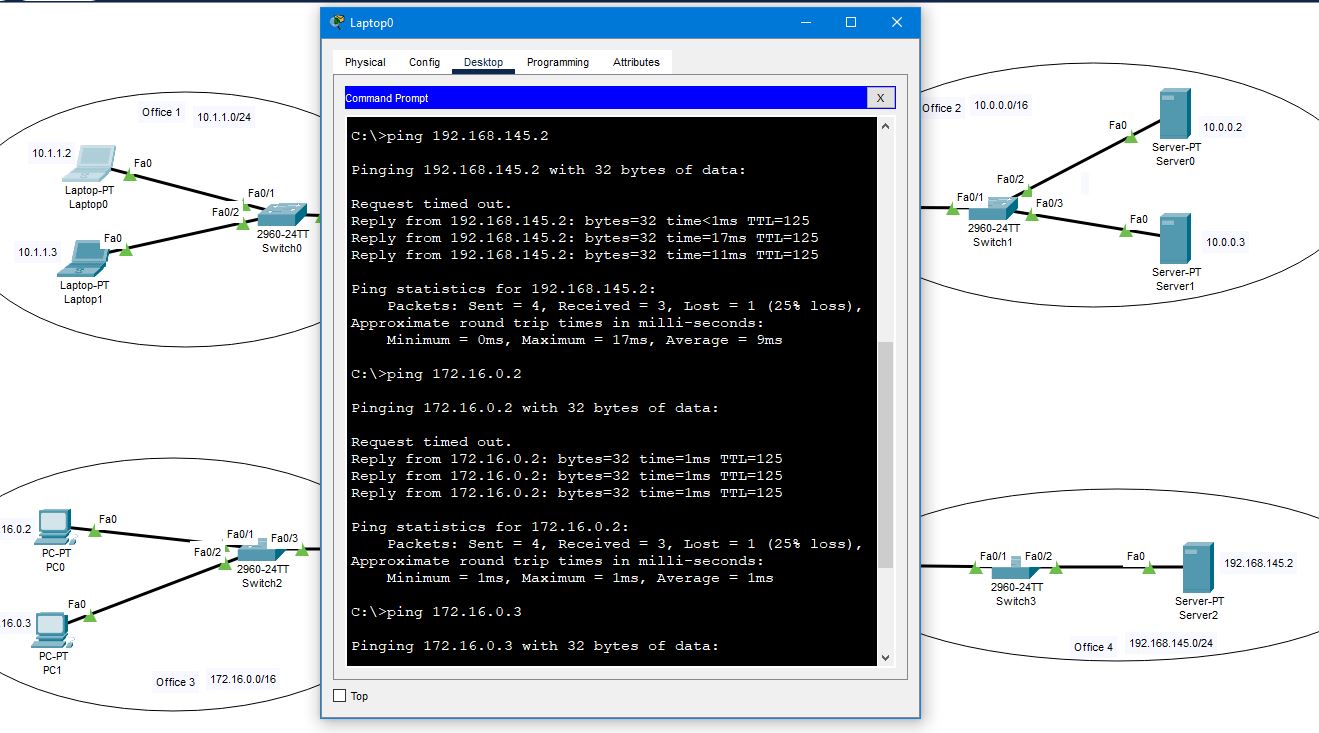 Laptop0
Physical Config Desktop Programming Attributes
Command Prompt X
C:\>ping 192.168.145.2
Pinging 192.168.145.2 with 32 bytes of data:
Request timed out.
Reply from 192.168.145.2: bytes=32 time<1ms TTL=125
Reply from 192.168.145.2: bytes=32 time=17ms TTL=125
Reply from 192.168.145.2: bytes=32 time=11ms TTL=125
Ping statistics for 192.168.145.2:
Packets: Sent = 4, Received = 3, Lost = 1 (25% loss),
Approximate round trip times in milli-seconds:
Minimum = 0ms, Maximum = 17ms, Average = 9ms
C:\>ping 172.16.0.2
Pinging 172.16.0.2 with 32 bytes of data:
Request timed out.
Reply from 172.16.0.2: bytes=32 time=1ms TTL=125
Reply from 172.16.0.2: bytes=32 time=1ms TTL=125
Reply from 172.16.0.2: bytes=32 time=1ms TTL=125
Ping statistics for 172.16.0.2:
Packets: Sent = 4, Received = 3, Lost = 1 (25% loss),
Approximate round trip times in milli-seconds:
Minimum = 1ms, Maximum = 1ms, Average = 1ms
C:\>ping 172.16.0.3
Pinging 172.16.0.3 with 32 bytes of data:
Top
Office 1 10.1.1.0/24
10.1.1.2
Fa0
Laptop-PT
Laptop0
Fa0/1
Fa0/2
2960-24TT
Switch0
10.1.1.3
Fa0
Laptop-PT
Laptop1
Office 2 10.0.0.0/16
Fa0
10.0.0.2
Server-PT
Server0
Fa0/2
Fa0/1
Fa0/3
2960-24TT
Switch1
Fa0
10.0.0.3
Server-PT
Server1
16.0.2
Fa0
PC-PT
PC0
Fa0/1 Fa0/3
Fa0/2
2960-24TT
Switch2
Fa0
16.0.3
PC-PT
PC1
Office 3 172.16.0.0/16
Fa0/1 Fa0/2
2960-24TT
Switch3
Fa0
192.168.145.2
Server-PT
Server2
Office 4 192.168.145.0/24